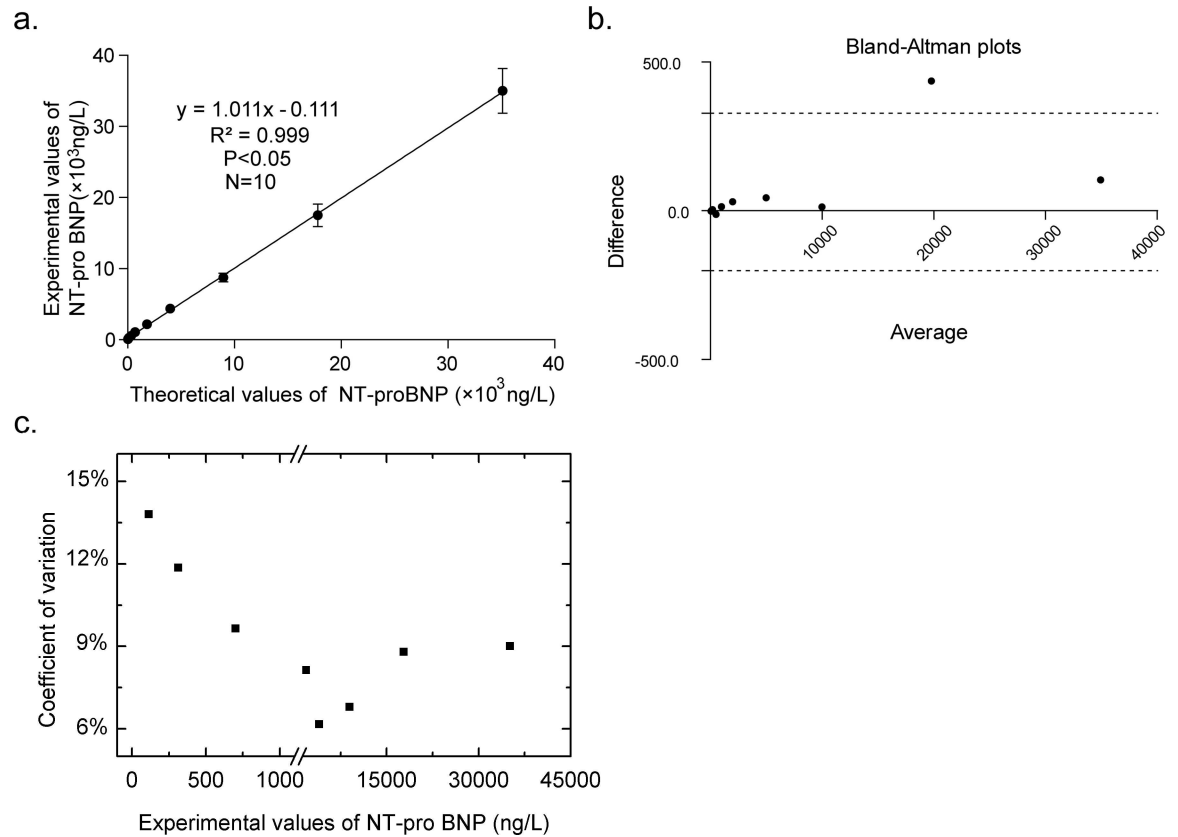 a.
40
30
20
10
0
Experimental values of
NT-pro BNP(×10³ng/L)
y = 1.011x - 0.111
R² = 0.999
P<0.05
N=10
0 10 20 30 40
Theoretical values of NT-proBNP (×10³ng/L)
b.
Bland-Altman plots
500.0
0.0
-500.0
Difference
10000 20000 30000 40000
Average
c.
15%
12%
9%
6%
Coefficient of variation
0 500 1000 15000 30000 45000
Experimental values of NT-pro BNP (ng/L)